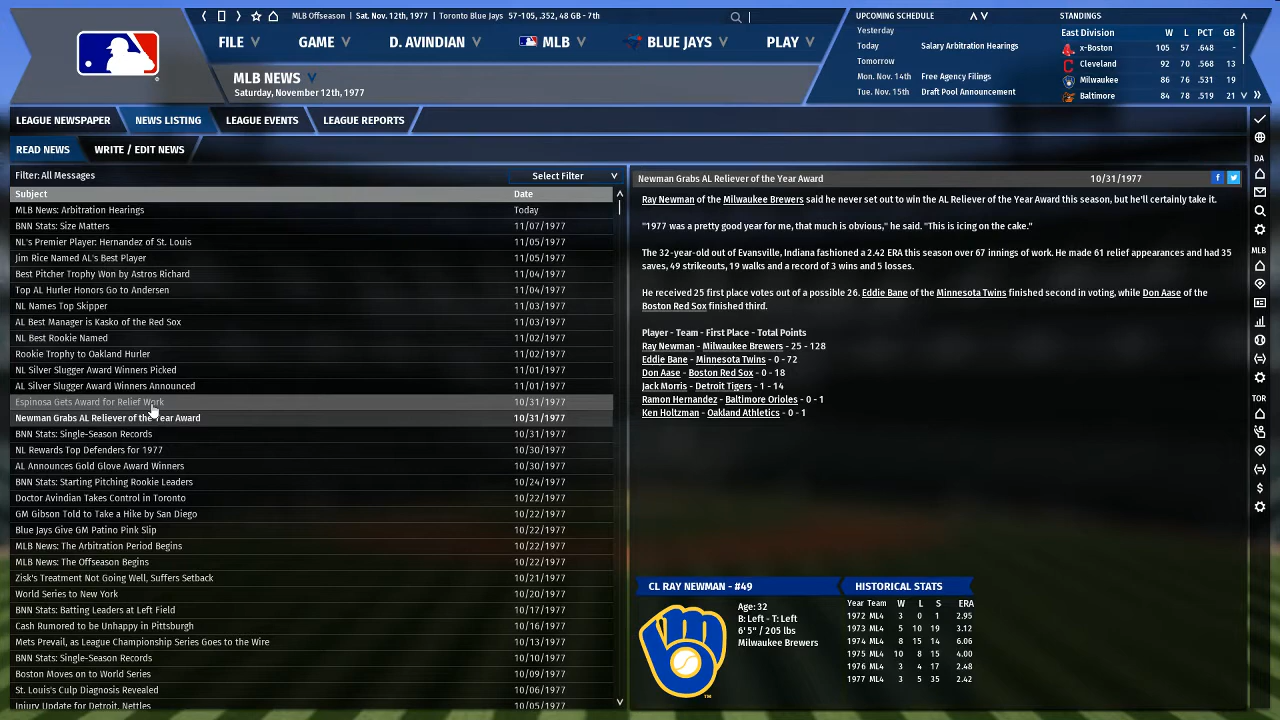 MLB Offseason | Sat. Nov. 12th, 1977 | Toronto Blue Jays 57-105, .352, 48 GB - 7th
FILE GAME D. AVINDIAN MLB BLUE JAYS PLAY
MLB NEWS
Saturday, November 12th, 1977
UPCOMING SCHEDULE
Yesterday
Today Salary Arbitration Hearings
Tomorrow
Mon. Nov. 14th Free Agency Filings
Tue. Nov. 15th Draft Pool Announcement
STANDINGS
East Division W L PCT GB
x-Boston 105 57 .648 -
Cleveland 92 70 .568 13
Milwaukee 86 76 .531 19
Baltimore 84 78 .519 21
LEAGUE NEWSPAPER NEWS LISTING LEAGUE EVENTS LEAGUE REPORTS
READ NEWS WRITE / EDIT NEWS
Filter: All Messages Select Filter
Subject Date
MLB News: Arbitration Hearings Today
BNN Stats: Size Matters 11/07/1977
NL's Premier Player: Hernandez of St. Louis 11/05/1977
Jim Rice Named AL's Best Player 11/05/1977
Best Pitcher Trophy Won by Astros Richard 11/04/1977
Top AL Hurler Honors Go to Andersen 11/04/1977
NL Names Top Skipper 11/03/1977
AL Best Manager is Kasko of the Red Sox 11/03/1977
NL Best Rookie Named 11/02/1977
Rookie Trophy to Oakland Hurler 11/02/1977
NL Silver Slugger Award Winners Picked 11/01/1977
AL Silver Slugger Award Winners Announced 11/01/1977
Espinosa Gets Award for Relief Work 10/31/1977
Newman Grabs AL Reliever of the Year Award 10/31/1977
BNN Stats: Single-Season Records 10/31/1977
NL Rewards Top Defenders for 1977 10/30/1977
AL Announces Gold Glove Award Winners 10/30/1977
BNN Stats: Starting Pitching Rookie Leaders 10/24/1977
Doctor Avindian Takes Control in Toronto 10/22/1977
GM Gibson Told to Take a Hike by San Diego 10/22/1977
Blue Jays Give GM Patino Pink Slip 10/22/1977
MLB News: The Arbitration Period Begins 10/22/1977
MLB News: The Offseason Begins 10/22/1977
Zisk's Treatment Not Going Well, Suffers Setback 10/21/1977
World Series to New York 10/20/1977
BNN Stats: Batting Leaders at Left Field 10/17/1977
Cash Rumored to be Unhappy in Pittsburgh 10/16/1977
Mets Prevail, as League Championship Series Goes to the Wire 10/13/1977
BNN Stats: Single-Season Records 10/10/1977
Boston Moves on to World Series 10/09/1977
St. Louis's Culp Diagnosis Revealed 10/06/1977
Injury Update for Detroit, Nettles 10/05/1977
Newman Grabs AL Reliever of the Year Award 10/31/1977
Ray Newman of the Milwaukee Brewers said he never set out to win the AL Reliever of the Year Award this season, but he'll certainly take it.
"1977 was a pretty good year for me, that much is obvious," he said. "This is icing on the cake."
The 32-year-old out of Evansville, Indiana fashioned a 2.42 ERA this season over 67 innings of work. He made 61 relief appearances and had 35
saves, 49 strikeouts, 19 walks and a record of 3 wins and 5 losses.
He received 25 first place votes out of a possible 26. Eddie Bane of the Minnesota Twins finished second in voting, while Don Aase of the
Boston Red Sox finished third.
Player - Team - First Place - Total Points
Ray Newman - Milwaukee Brewers - 25 - 128
Eddie Bane - Minnesota Twins - 0 - 72
Don Aase - Boston Red Sox - 0 - 18
Jack Morris - Detroit Tigers - 1 - 14
Ramon Hernandez - Baltimore Orioles - 0 - 1
Ken Holtzman - Oakland Athletics - 0 - 1
CL RAY NEWMAN - #49
Age: 32
B: Left - T: Left
6' 5" / 205 lbs
Milwaukee Brewers
HISTORICAL STATS
Year Team W L S ERA
1972 ML4 3 0 1 2.95
1973 ML4 5 10 19 3.12
1974 ML4 8 15 14 6.06
1975 ML4 10 8 15 4.00
1976 ML4 3 4 17 2.48
1977 ML4 3 5 35 2.42
DA
MLB
TOR